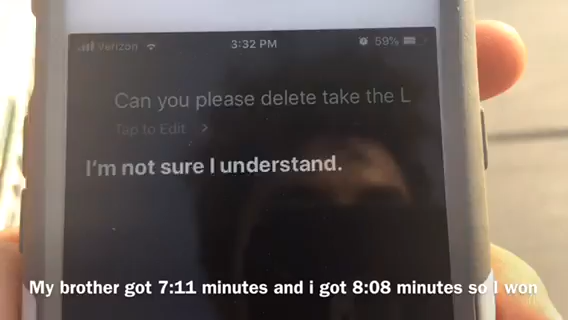 Verizon 3:32 PM 59%
Can you please delete take the L
Tap to Edit >
I'm not sure I understand.
My brother got 7:11 minutes and i got 8:08 minutes so I won